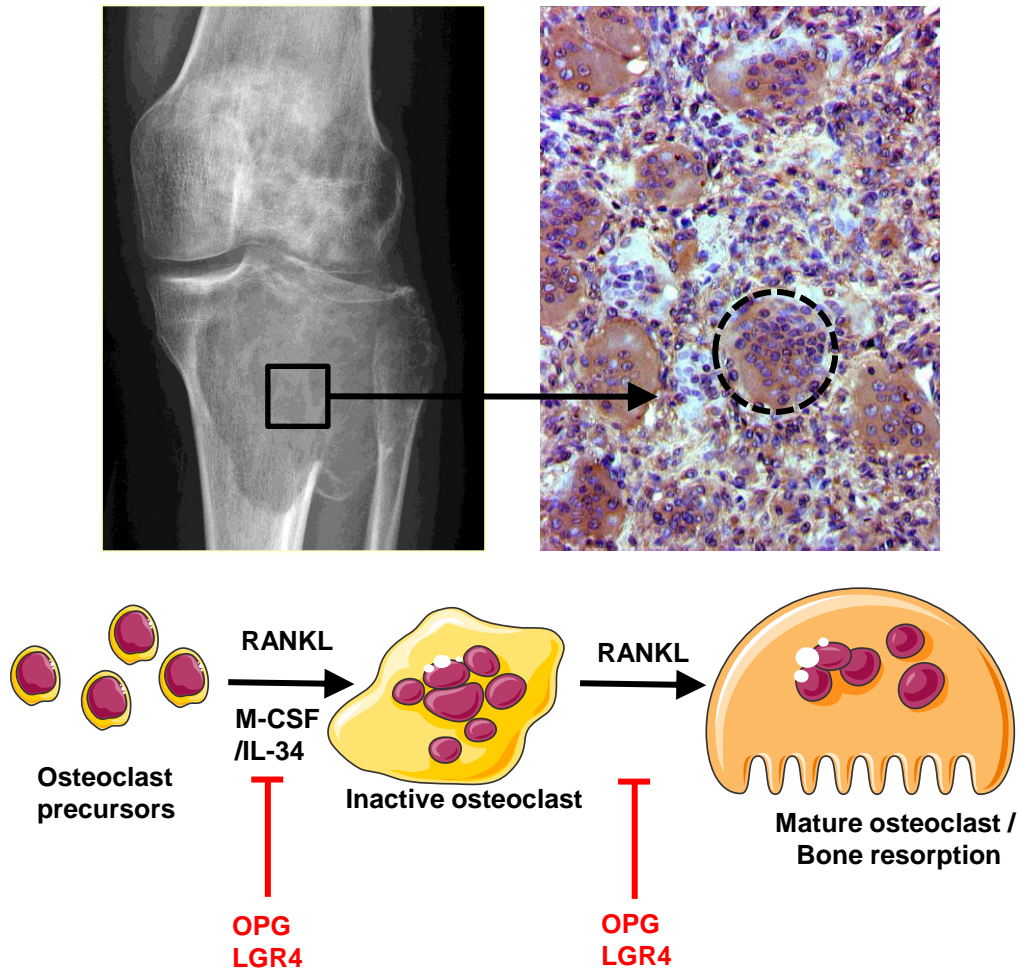 RANKL
M-CSF
/IL-34
Osteoclast
precursors
RANKL
Inactive osteoclast
Mature osteoclast /
Bone resorption
OPG
LGR4
OPG
LGR4